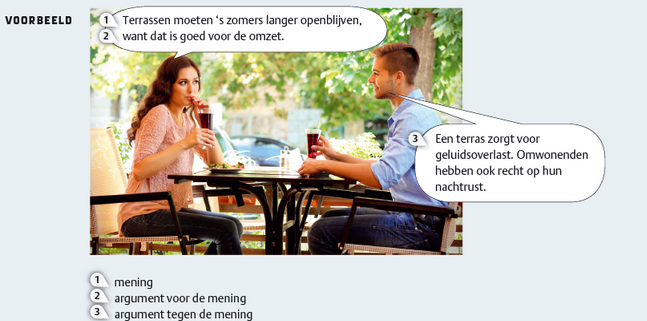 VOORBEELD
1 Terrassen moeten ‘s zomers langer openblijven,
2 want dat is goed voor de omzet.
3 Een terras zorgt voor
geluidsoverlast. Omwonenden
hebben ook recht op hun
nachtrust.
1 mening
2 argument voor de mening
3 argument tegen de mening